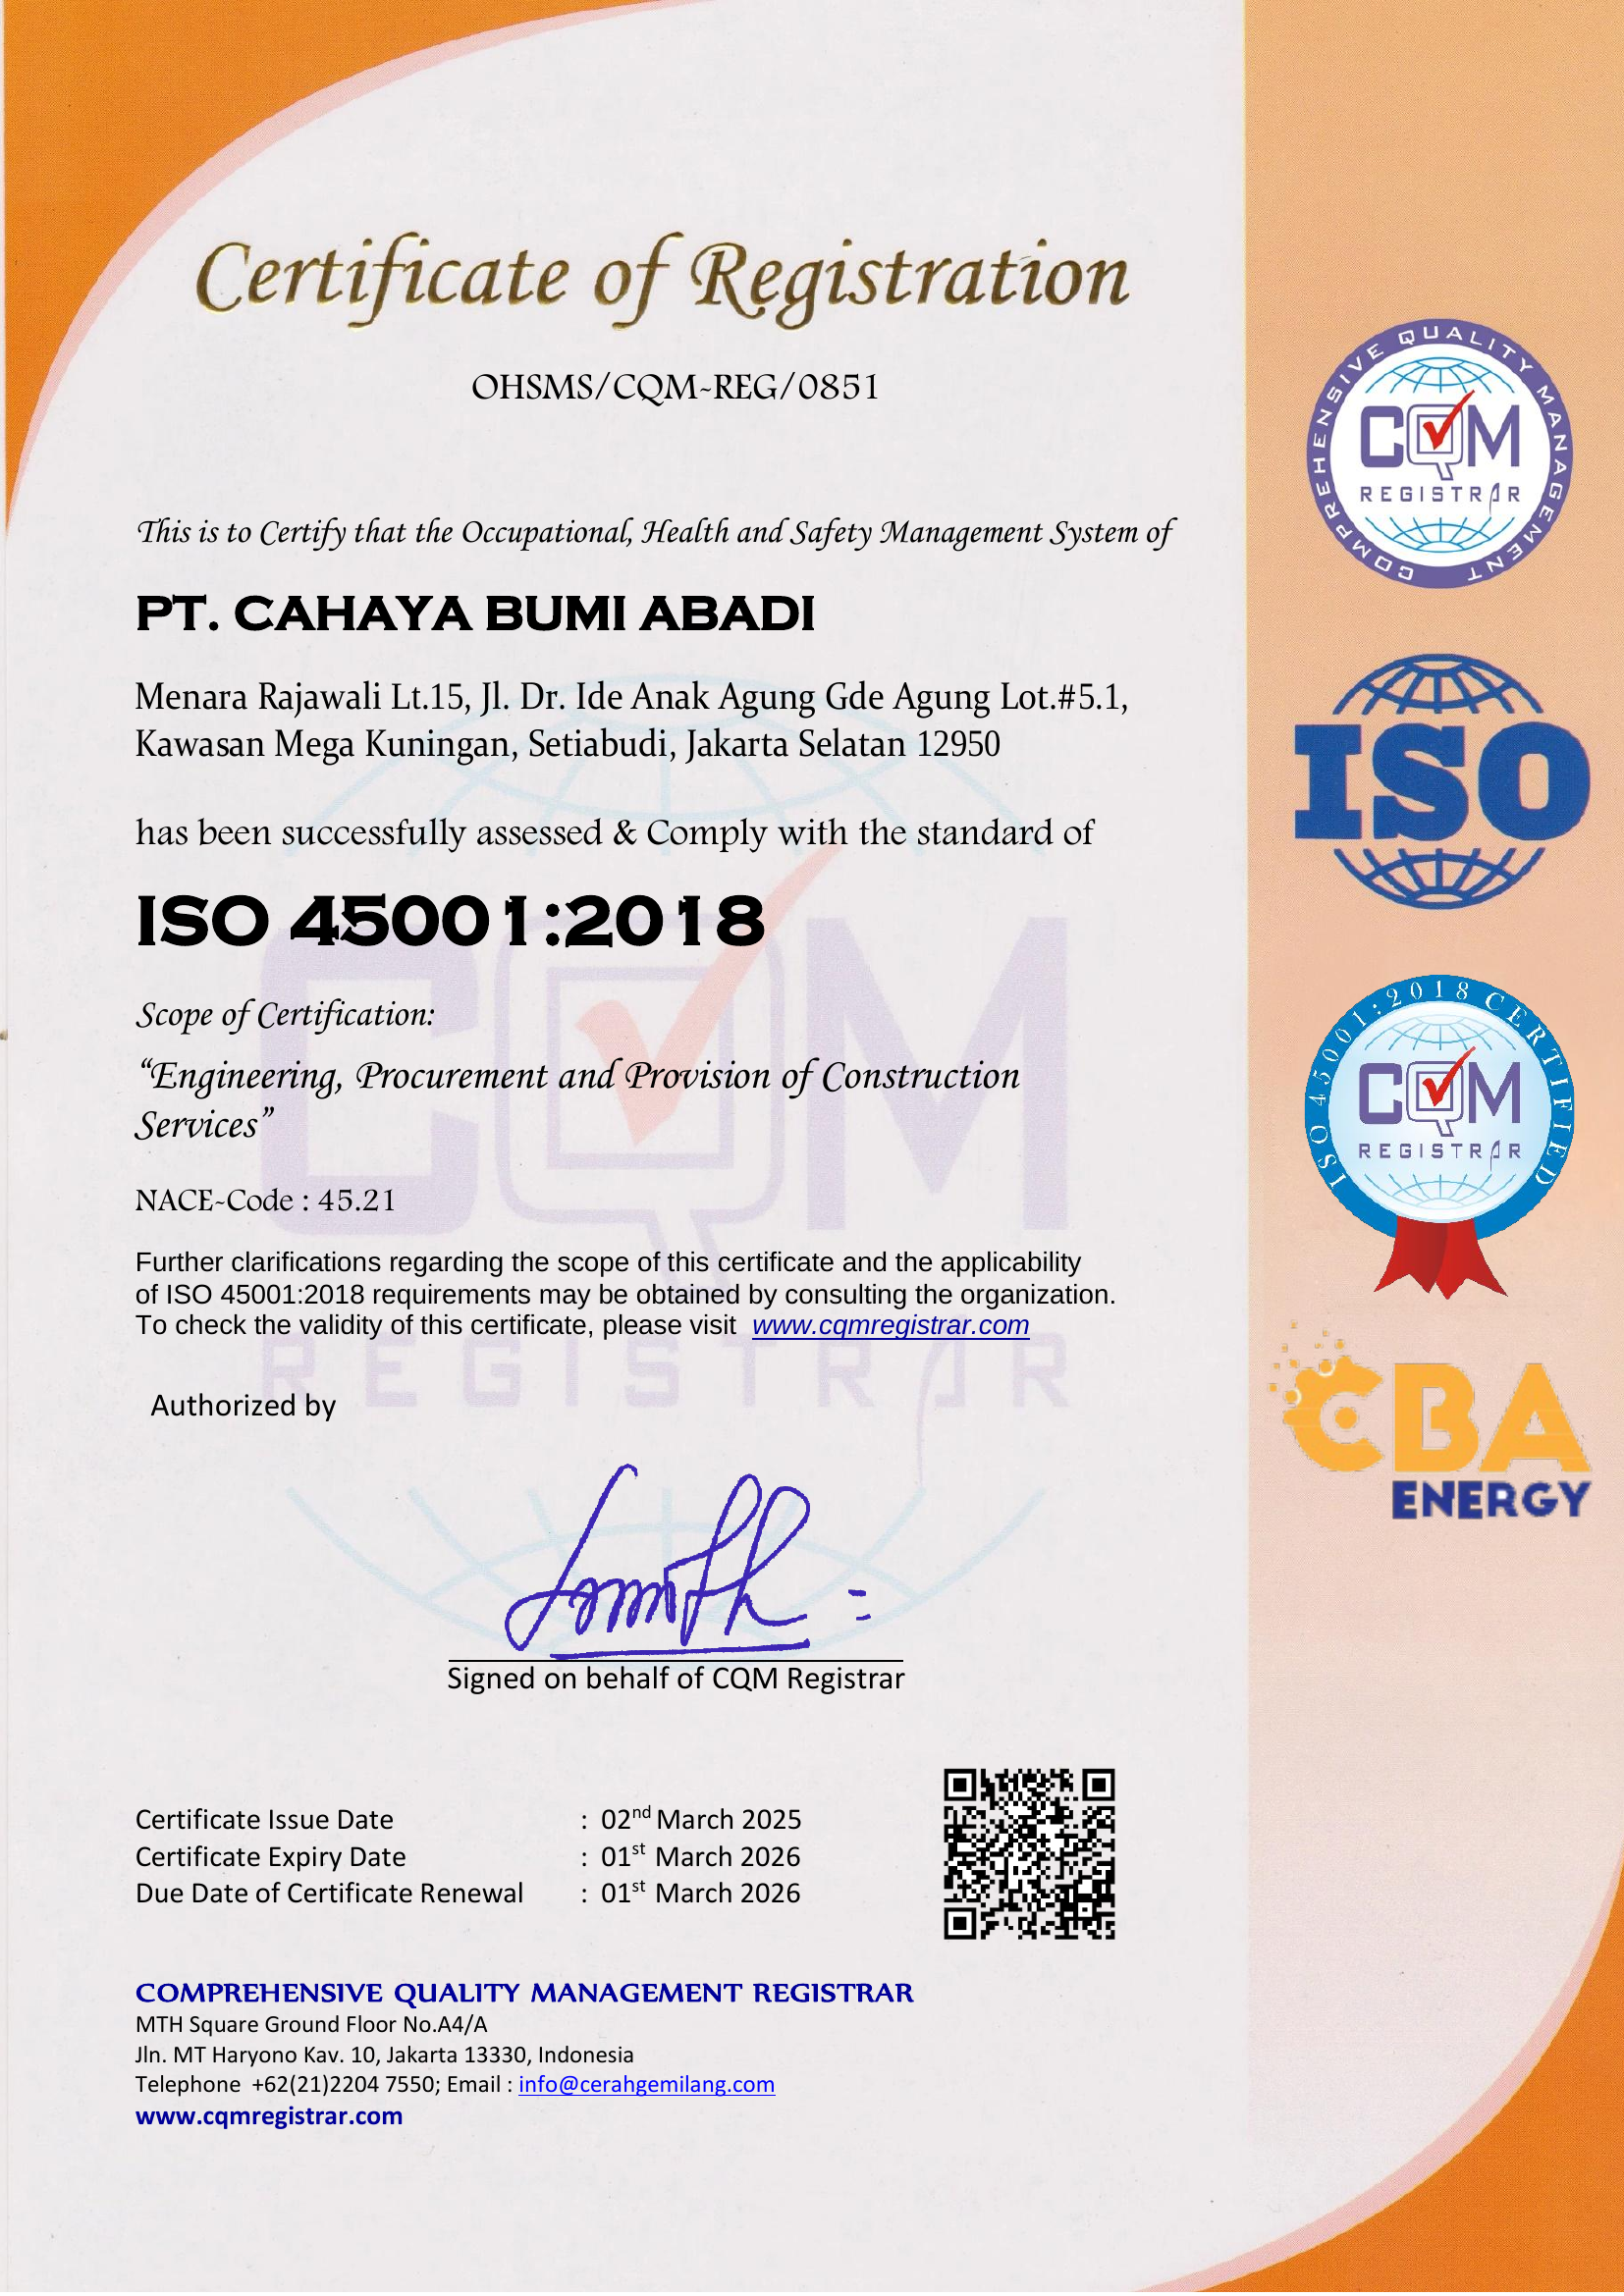 Certificate of Registration
OHSMS/CQM-REG/0851
This is to Certify that the Occupational, Health and Safety Management System of
PT. CAHAYA BUMI ABADI
Menara Rajawali Lt.15, Jl. Dr. Ide Anak Agung Gde Agung Lot.#5.1,
Kawasan Mega Kuningan, Setiabudi, Jakarta Selatan 12950
has been successfully assessed & Comply with the standard of
ISO 45001:2018
Scope of Certification:
“Engineering, Procurement and Provision of Construction
Services”
NACE-Code : 45.21
Further clarifications regarding the scope of this certificate and the applicability
of ISO 45001:2018 requirements may be obtained by consulting the organization.
To check the validity of this certificate, please visit www.cqmregistrar.com
Authorized by
Signed on behalf of CQM Registrar
Certificate Issue Date : 02nd March 2025
Certificate Expiry Date : 01st March 2026
Due Date of Certificate Renewal : 01st March 2026
COMPREHENSIVE QUALITY MANAGEMENT REGISTRAR
MTH Square Ground Floor No.A4/A
Jln. MT Haryono Kav. 10, Jakarta 13330, Indonesia
Telephone +62(21)2204 7550; Email : info@cerahgemilang.com
www.cqmregistrar.com
COMPREHENSIVE QUALITY MANAGEMENT
CQM
REGISTRAR
ISO
ISO 45001:2018 CERTIFIED
CQM
REGISTRAR
CBA
ENERGY
CQM
REGISTRAR